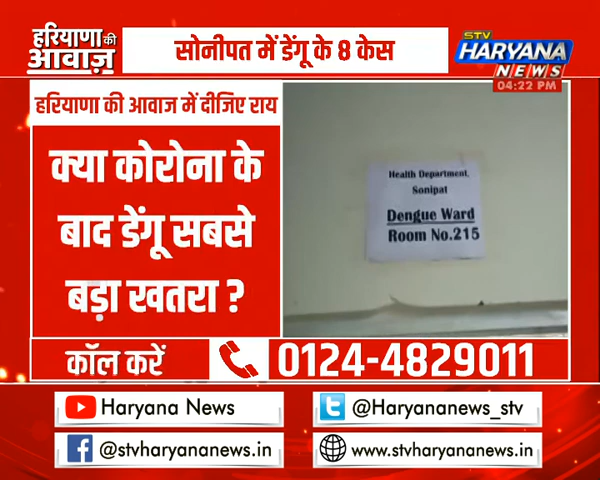 हरियाणा की
आवाज़
सोनीपत में डेंगू के 8 केस
STV
HARYANA
NEWS
04:22 PM
हरियाणा की आवाज में दीजिए राय
क्या कोरोना के
बाद डेंगू सबसे
बड़ा खतरा ?
Health Department,
Sonipat
Dengue Ward
Room No.215
कॉल करें
0124-4829011
Haryana News
@Haryananews_stv
@stvharyananews.in
www.stvharyananews.in